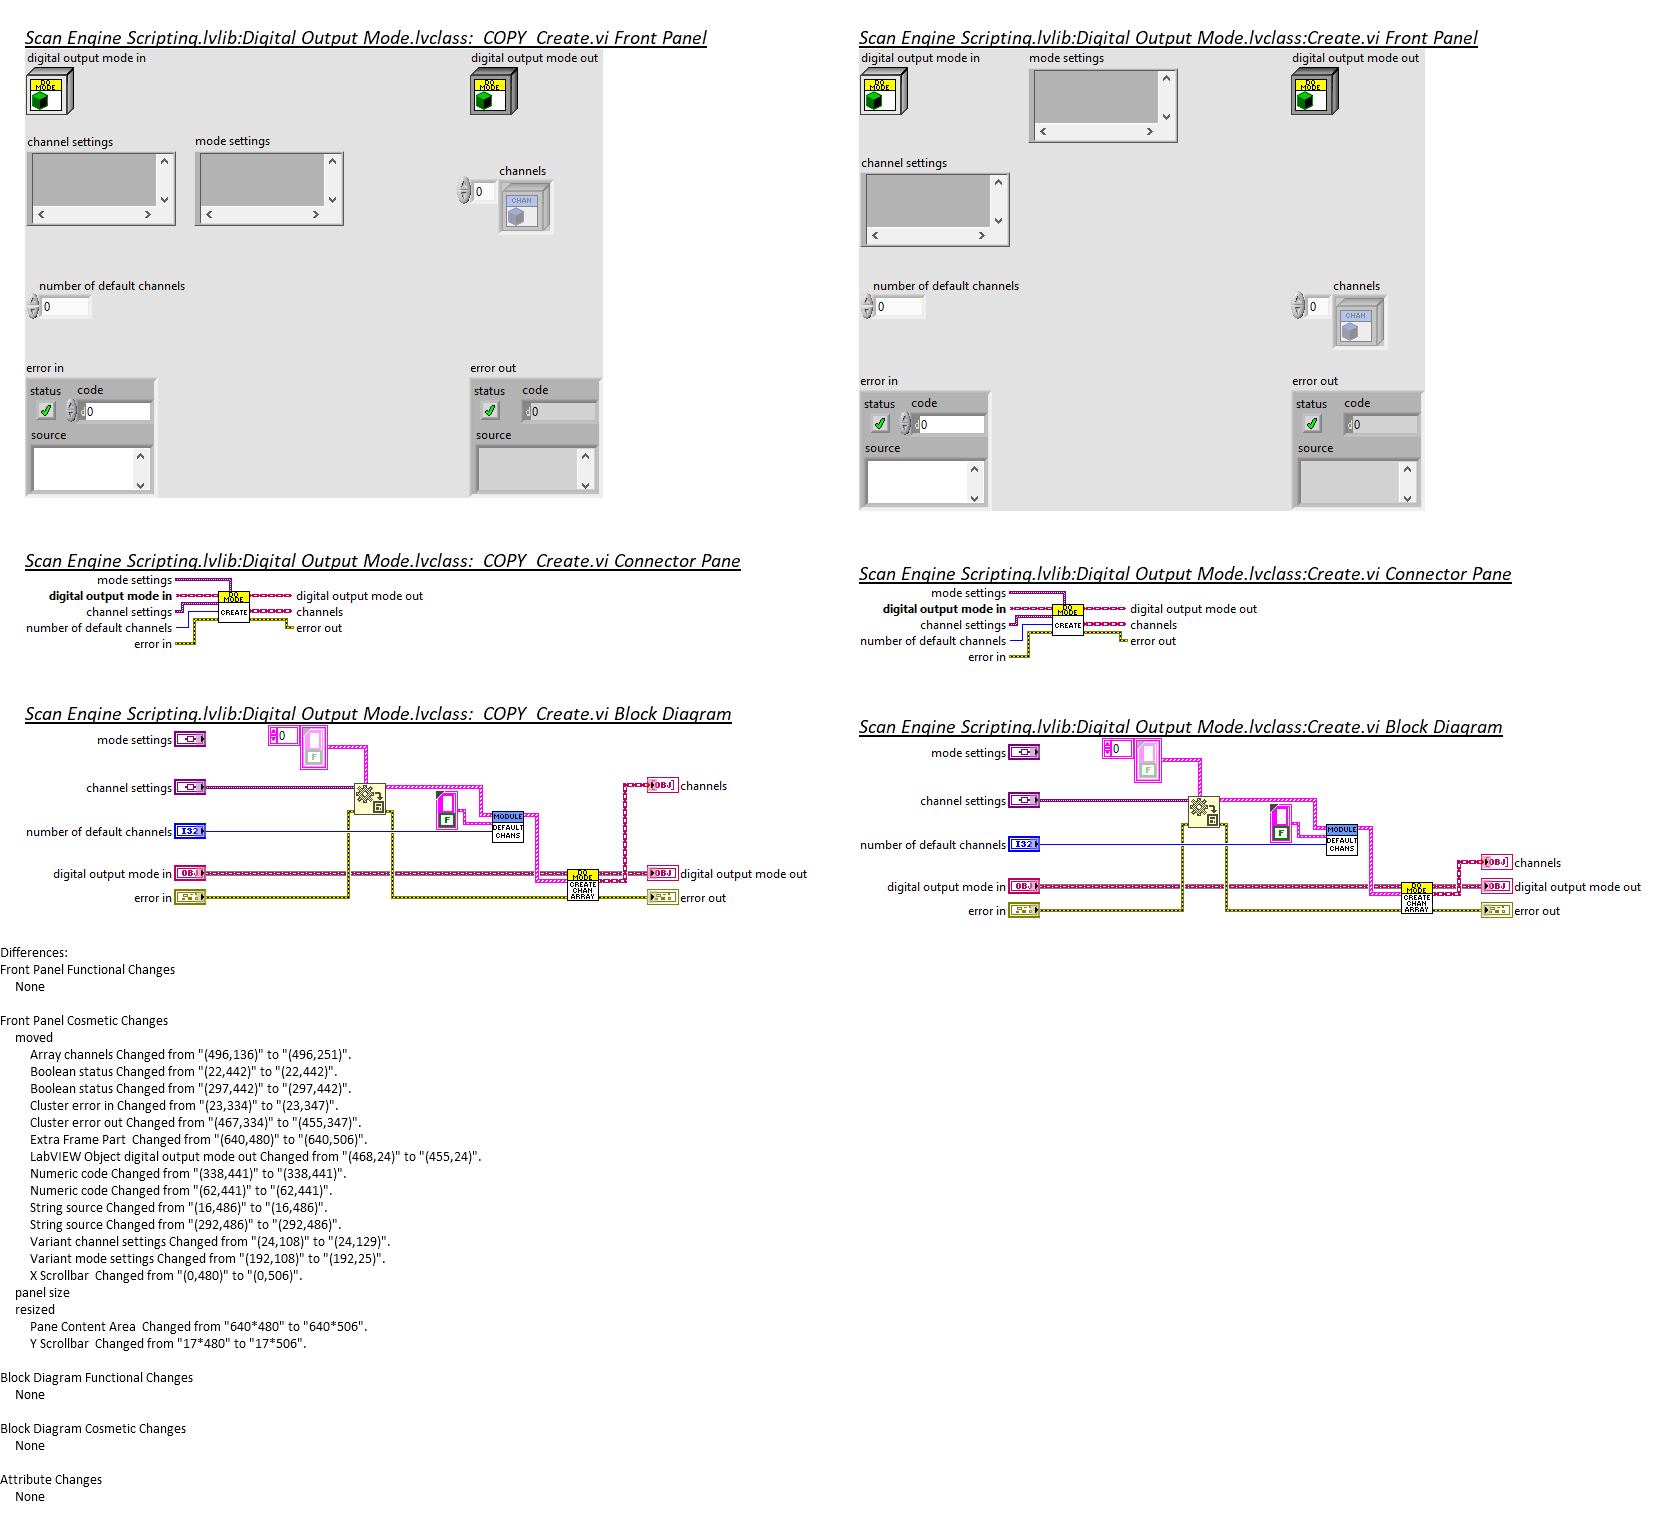 Scan Engine Scripting.lvlib:Digital Output Mode.lvclass:_COPY_Create.vi Front Panel
digital output mode in
digital output mode out
DO MODE
DO MODE
channel settings
mode settings
channels
0
CHAN
number of default channels
0
error in
error out
status
code
status
code
d
0
d
0
source
source
Scan Engine Scripting.lvlib:Digital Output Mode.lvclass:Create.vi Front Panel
digital output mode in
mode settings
digital output mode out
DO MODE
DO MODE
channel settings
number of default channels
0
channels
0
CHAN
error in
error out
status
code
status
code
d
0
d
0
source
source
Scan Engine Scripting.lvlib:Digital Output Mode.lvclass:_COPY_Create.vi Connector Pane
mode settings
digital output mode in
channel settings
number of default channels
error in
DO MODE
CREATE
digital output mode out
channels
error out
Scan Engine Scripting.lvlib:Digital Output Mode.lvclass:Create.vi Connector Pane
mode settings
digital output mode in
channel settings
number of default channels
error in
DO MODE
CREATE
digital output mode out
channels
error out
Scan Engine Scripting.lvlib:Digital Output Mode.lvclass:_COPY_Create.vi Block Diagram
mode settings
0
F
channel settings
F
MODULE
DEFAULT
CHANS
number of default channels
I32
digital output mode in
OBJ
error in
DO MODE
CREATE
CHAN
ARRAY
OBJ
channels
OBJ
digital output mode out
error out
Scan Engine Scripting.lvlib:Digital Output Mode.lvclass:Create.vi Block Diagram
mode settings
0
F
channel settings
F
MODULE
DEFAULT
CHANS
number of default channels
I32
digital output mode in
OBJ
error in
DO MODE
CREATE
CHAN
ARRAY
OBJ
channels
OBJ
digital output mode out
error out
Differences:
Front Panel Functional Changes
None
Front Panel Cosmetic Changes
moved
Array channels Changed from "(496,136)" to "(496,251)".
Boolean status Changed from "(22,442)" to "(22,442)".
Boolean status Changed from "(297,442)" to "(297,442)".
Cluster error in Changed from "(23,334)" to "(23,347)".
Cluster error out Changed from "(467,334)" to "(455,347)".
Extra Frame Part  Changed from "(640,480)" to "(640,506)".
LabVIEW Object digital output mode out Changed from "(468,24)" to "(455,24)".
Numeric code Changed from "(338,441)" to "(338,441)".
Numeric code Changed from "(62,441)" to "(62,441)".
String source Changed from "(16,486)" to "(16,486)".
String source Changed from "(292,486)" to "(292,486)".
Variant channel settings Changed from "(24,108)" to "(24,129)".
Variant mode settings Changed from "(192,108)" to "(192,25)".
X Scrollbar  Changed from "(0,480)" to "(0,506)".
panel size
resized
Pane Content Area  Changed from "640*480" to "640*506".
Y Scrollbar  Changed from "17*480" to "17*506".
Block Diagram Functional Changes
None
Block Diagram Cosmetic Changes
None
Attribute Changes
None